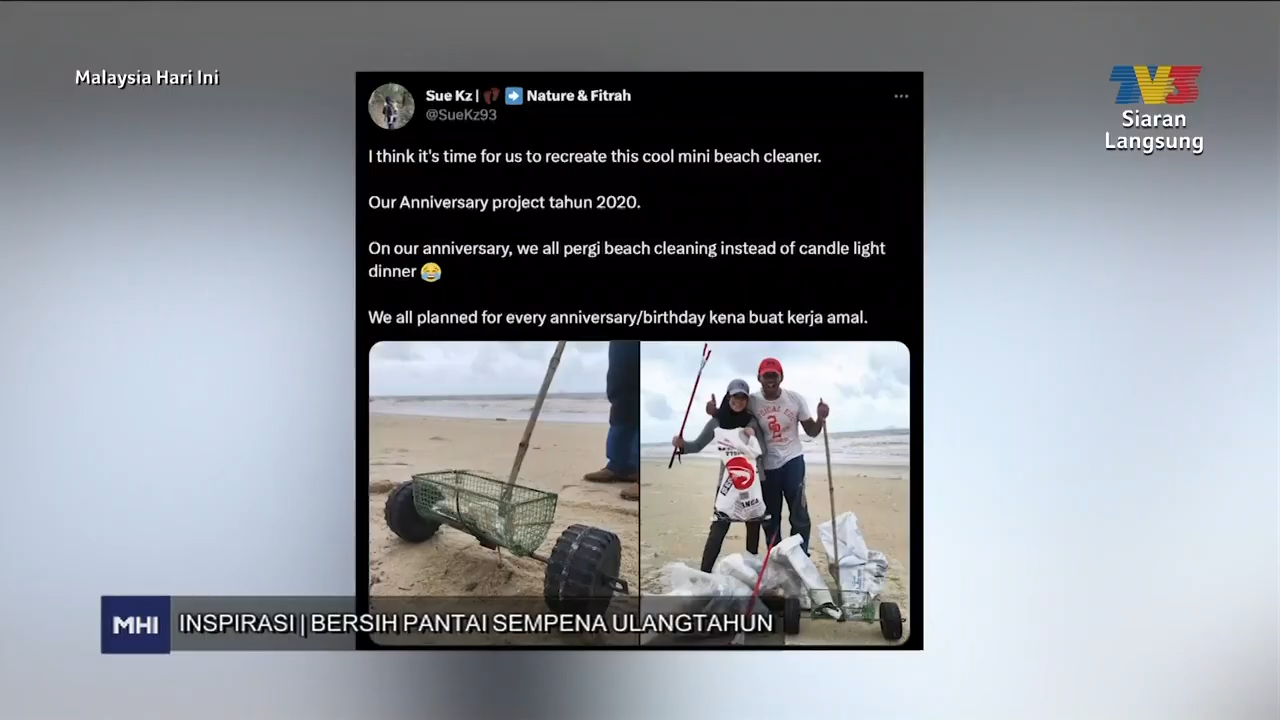 Malaysia Hari Ini
TV3
Siaran
Langsung
Sue Kz | 👣 ➡️ Nature & Fitrah
@SueKz93
I think it's time for us to recreate this cool mini beach cleaner.
Our Anniversary project tahun 2020.
On our anniversary, we all pergi beach cleaning instead of candle light
dinner 😂
We all planned for every anniversary/birthday kena buat kerja amal.
MHI
INSPIRASI | BERSIH PANTAI SEMPENA ULANGTAHUN